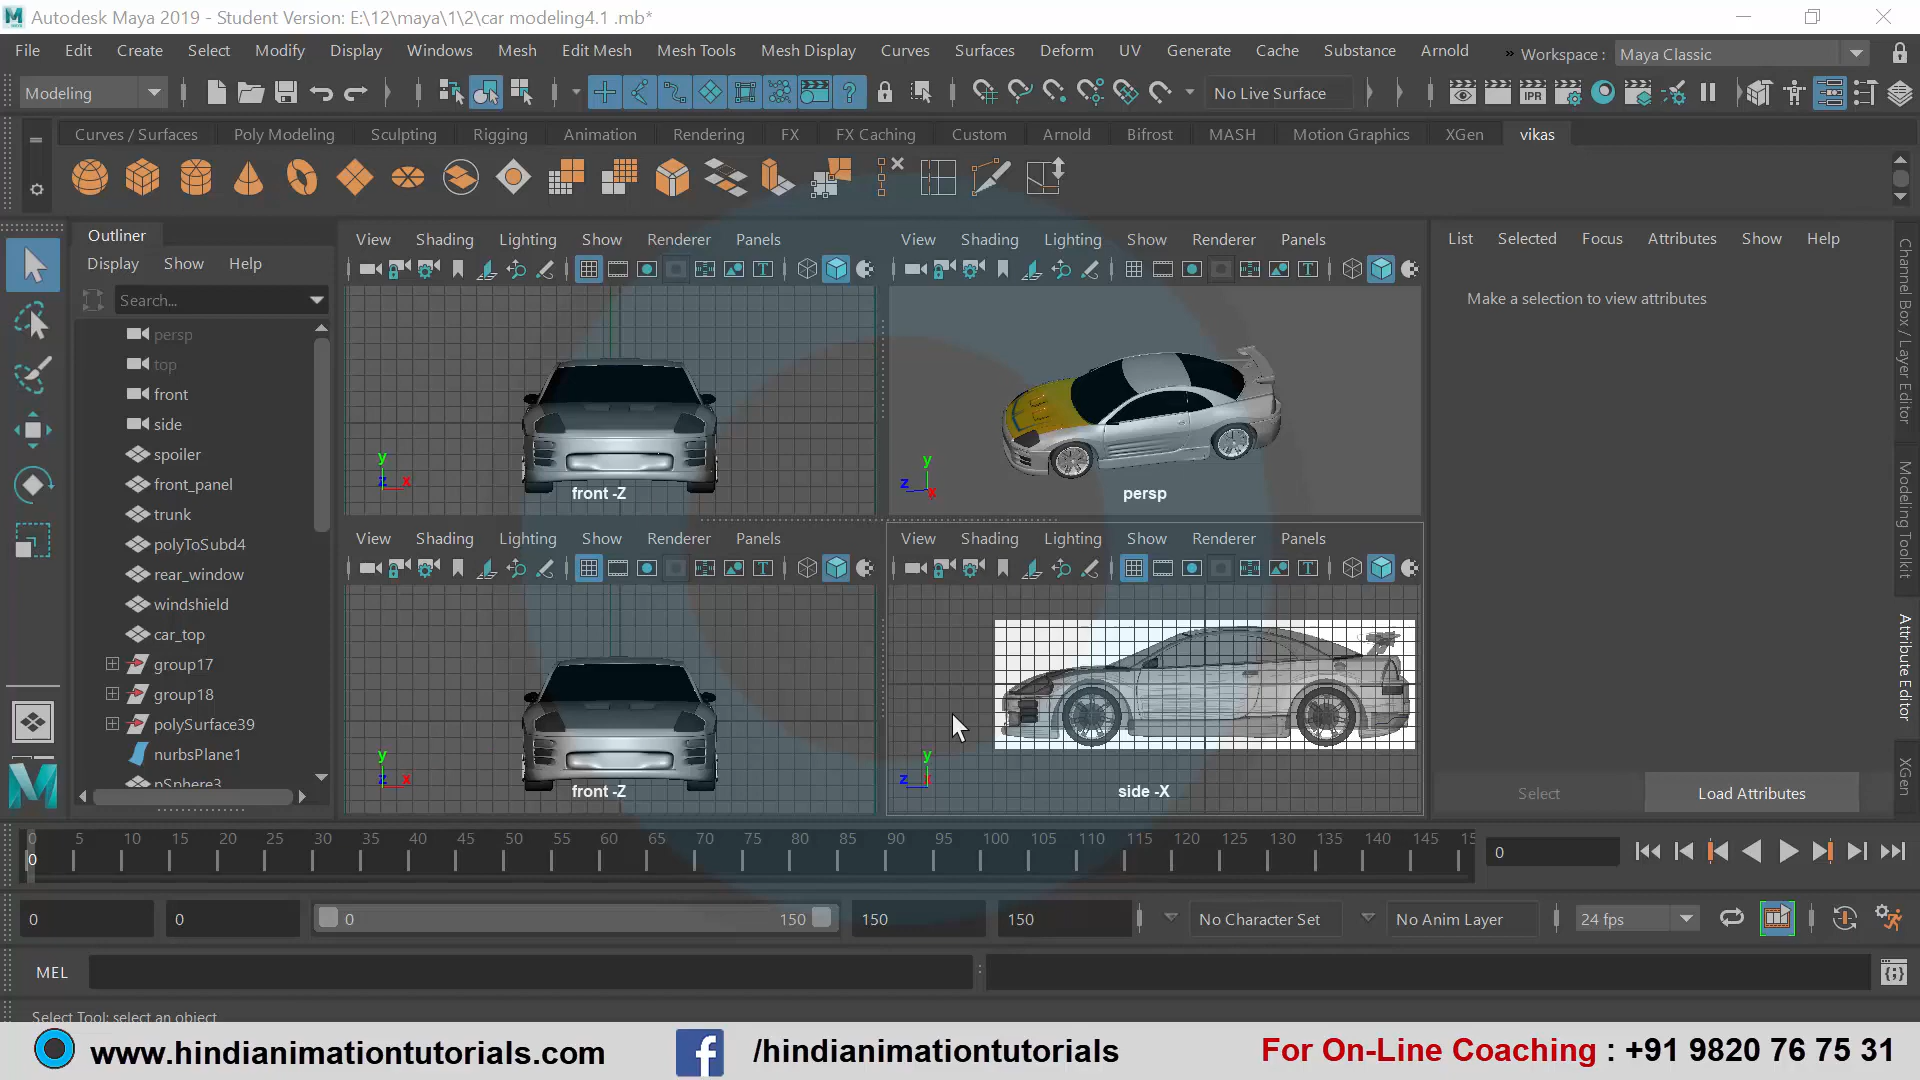 Autodesk Maya 2019 - Student Version: E:\12\maya\1\2\car modeling4.1 .mb*
File Edit Create Select Modify Display Windows Mesh Edit Mesh Mesh Tools Mesh Display Curves Surfaces Deform UV Generate Cache Substance Arnold » Workspace : Maya Classic
Modeling No Live Surface IPR
Curves / Surfaces Poly Modeling Sculpting Rigging Animation Rendering FX FX Caching Custom Arnold Bifrost MASH Motion Graphics XGen vikas
Outliner
Display Show Help
Search...
persp
top
front
side
spoiler
front_panel
trunk
polyToSubd4
rear_window
windshield
car_top
group17
group18
polySurface39
nurbsPlane1
pSphere3
View Shading Lighting Show Renderer Panels
y
z x
front -Z
View Shading Lighting Show Renderer Panels
y
z x
persp
View Shading Lighting Show Renderer Panels
y
z x
front -Z
View Shading Lighting Show Renderer Panels
y
z x
side -X
List Selected Focus Attributes Show Help
Make a selection to view attributes
Select Load Attributes
Channel Box / Layer Editor
Modeling Toolkit
Attribute Editor
XGen
0 5 10 15 20 25 30 35 40 45 50 55 60 65 70 75 80 85 90 95 100 105 110 115 120 125 130 135 140 145 15
0
0
0 0 0 150 150 150 No Character Set No Anim Layer 24 fps
MEL
Select Tool: select an object
www.hindianimationtutorials.com f /hindianimationtutorials For On-Line Coaching : +91 9820 76 75 31